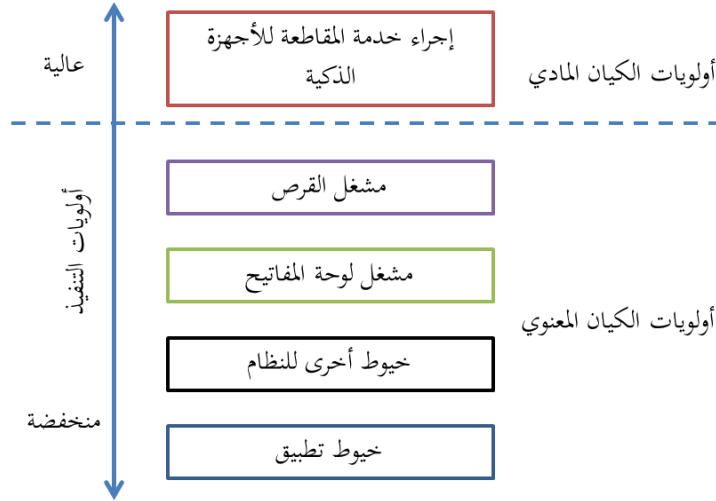 إجراء خدمة المقاطعة للأجهزة
الذكية
أولويات الكيان المادي
عالية
مشغل القرص
أولويات التنفيذ
مشغل لوحة المفاتيح
أولويات الكيان المعنوي
خيوط أخرى للنظام
منخفضة
خيوط تطبيق